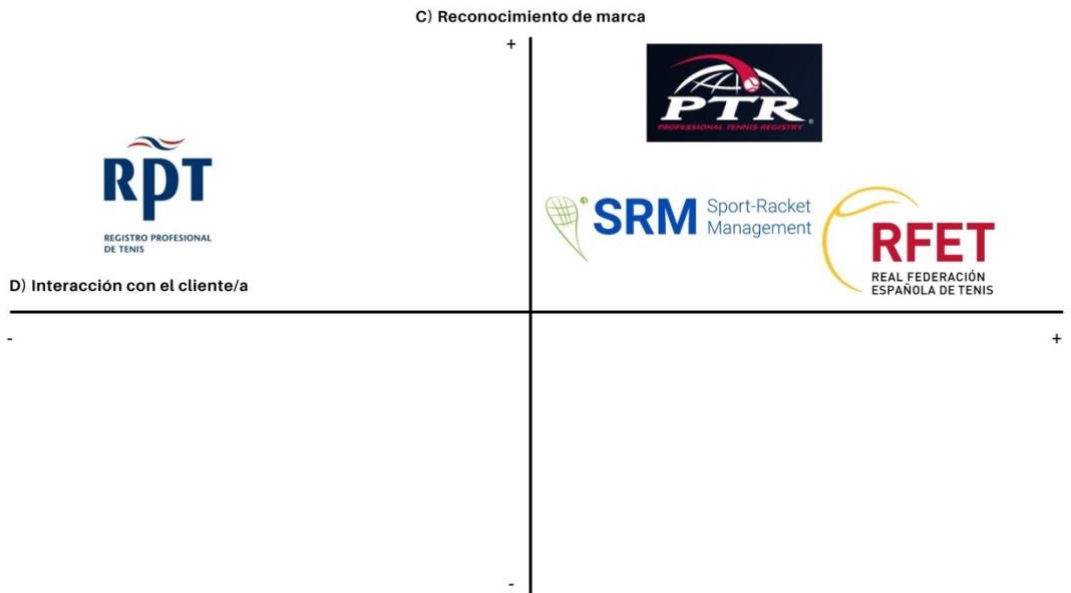 C) Reconocimiento de marca
+
PTR
PROFESSIONAL TENNIS REGISTRY®
RPT
REGISTRO PROFESIONAL
DE TENIS
SRM Sport-Racket
Management
RFET
REAL FEDERACIÓN
ESPAÑOLA DE TENIS
D) Interacción con el cliente/a
-
+
-